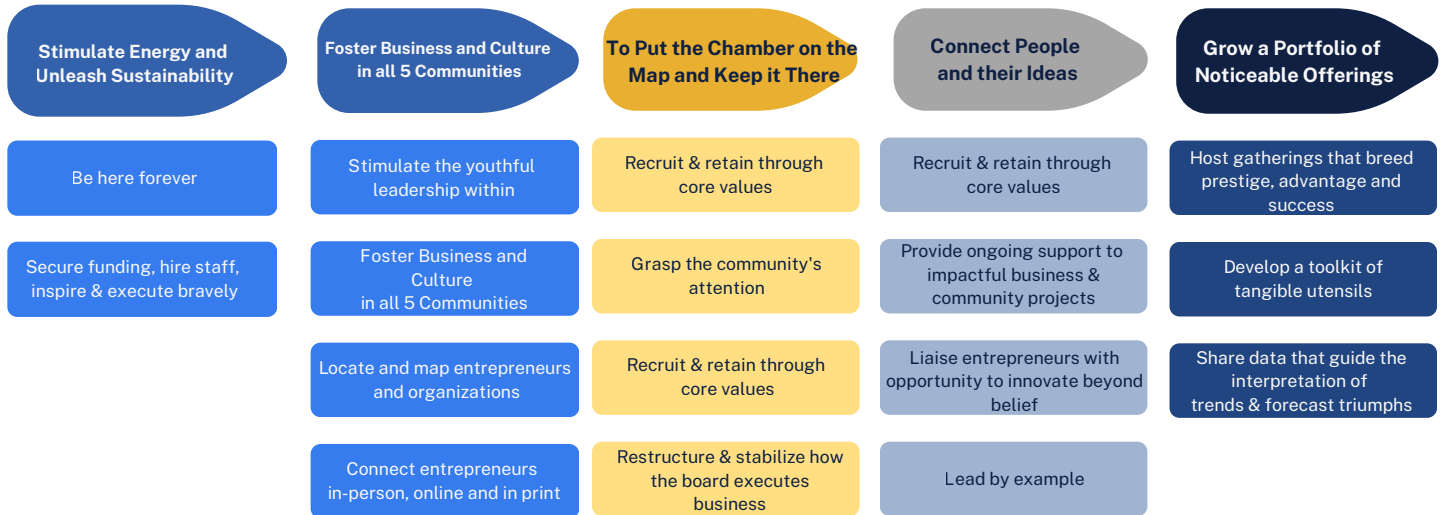 Stimulate Energy and
Unleash Sustainability
Foster Business and Culture
in all 5 Communities
To Put the Chamber on the
Map and Keep it There
Connect People
and their Ideas
Grow a Portfolio of
Noticeable Offerings
Be here forever
Secure funding, hire staff,
inspire & execute bravely
Stimulate the youthful
leadership within
Foster Business and
Culture
in all 5 Communities
Locate and map entrepreneurs
and organizations
Connect entrepreneurs
in-person, online and in print
Recruit & retain through
core values
Grasp the community's
attention
Recruit & retain through
core values
Restructure & stabilize how
the board executes
business
Recruit & retain through
core values
Provide ongoing support to
impactful business &
community projects
Liaise entrepreneurs with
opportunity to innovate beyond
belief
Lead by example
Host gatherings that breed
prestige, advantage and
success
Develop a toolkit of
tangible utensils
Share data that guide the
interpretation of
trends & forecast triumphs